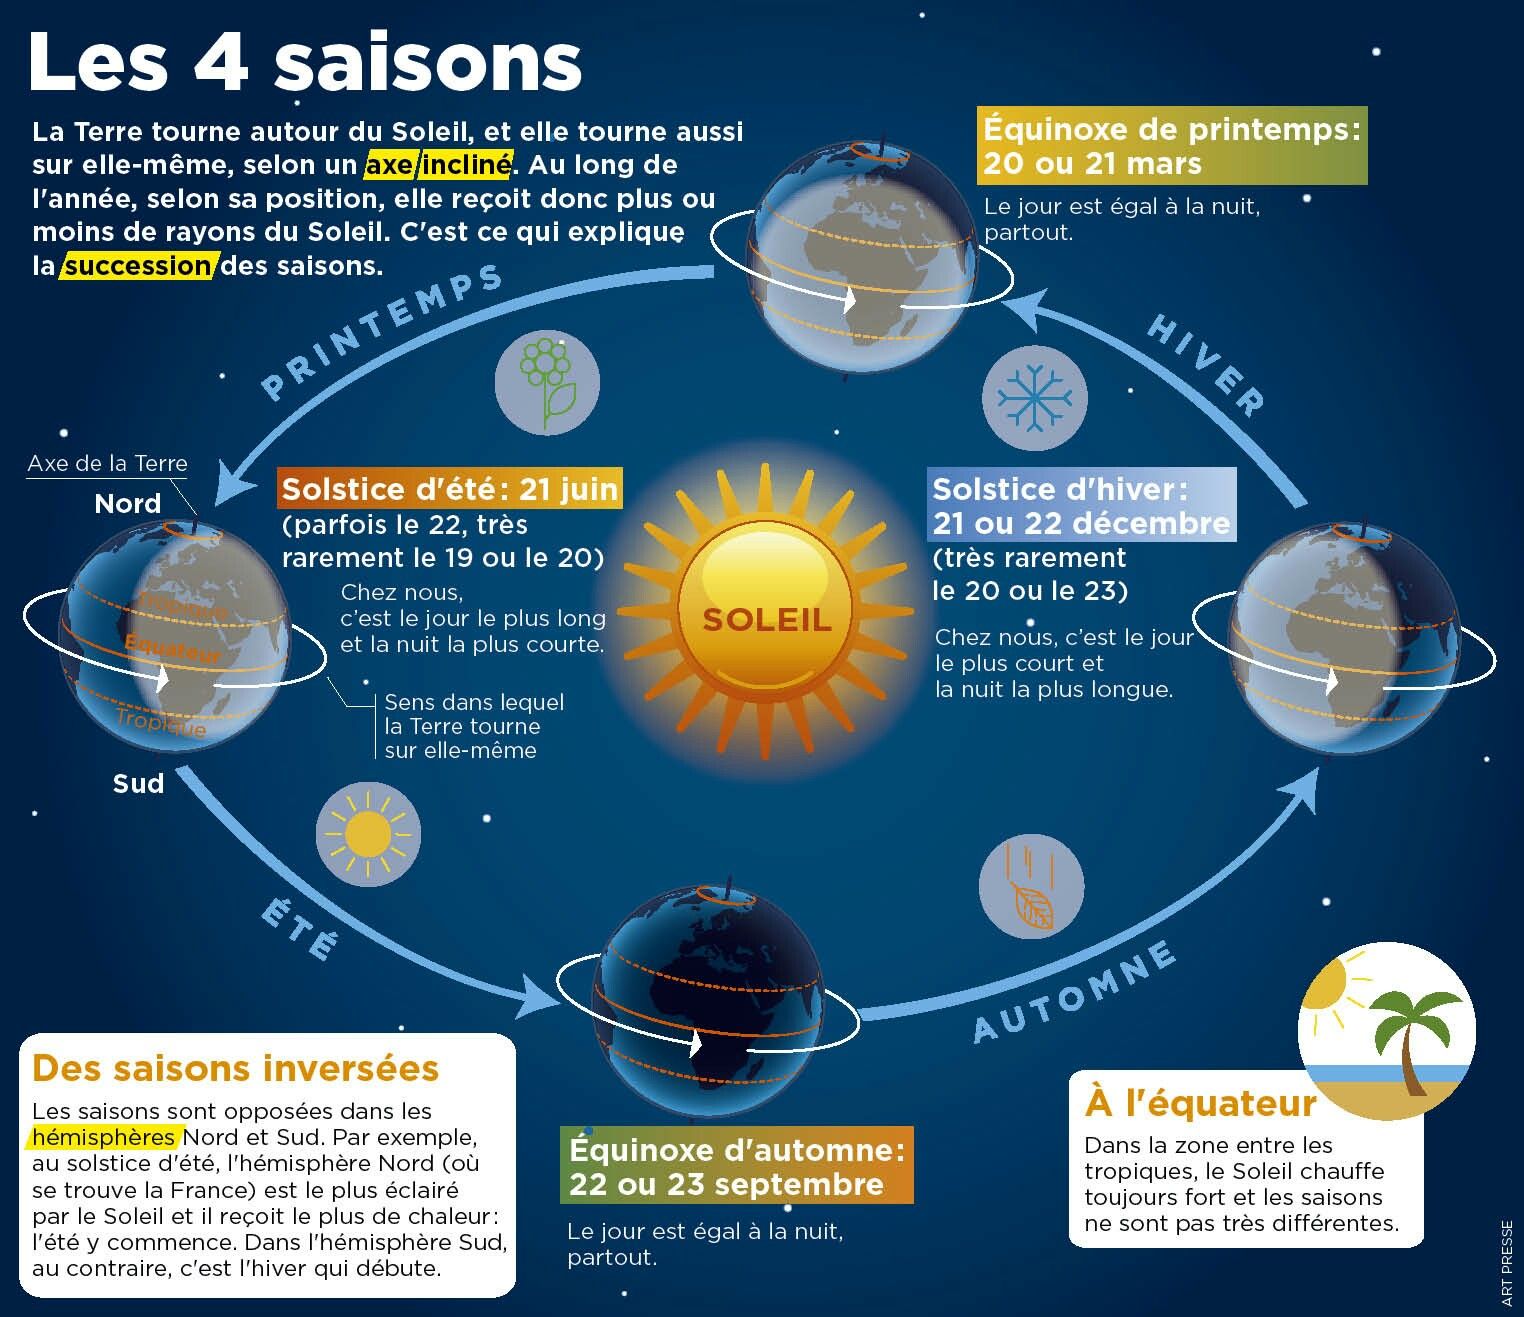 Les 4 saisons
La Terre tourne autour du Soleil, et elle tourne aussi
sur elle-même, selon un axe incliné. Au long de
l'année, selon sa position, elle reçoit donc plus ou
moins de rayons du Soleil. C'est ce qui explique
la succession des saisons.
Équinoxe de printemps:
20 ou 21 mars
Le jour est égal à la nuit,
partout.
PRINTEMPS
HIVER
Axe de la Terre
Nord
Tropique
Équateur
Tropique
Sud
Solstice d'été: 21 juin
(parfois le 22, très
rarement le 19 ou le 20)
Chez nous,
c'est le jour le plus long
et la nuit la plus courte.
Sens dans lequel
la Terre tourne
sur elle-même
SOLEIL
Solstice d'hiver:
21 ou 22 décembre
(très rarement
le 20 ou le 23)
Chez nous, c'est le jour
le plus court et
la nuit la plus longue.
ÉTÉ
AUTOMNE
Des saisons inversées
Les saisons sont opposées dans les
hémisphères Nord et Sud. Par exemple,
au solstice d'été, l'hémisphère Nord (où
se trouve la France) est le plus éclairé
par le Soleil et il reçoit le plus de chaleur:
l'été y commence. Dans l'hémisphère Sud,
au contraire, c'est l'hiver qui débute.
Équinoxe d'automne:
22 ou 23 septembre
Le jour est égal à la nuit,
partout.
À l'équateur
Dans la zone entre les
tropiques, le Soleil chauffe
toujours fort et les saisons
ne sont pas très différentes.
ART PRESSE